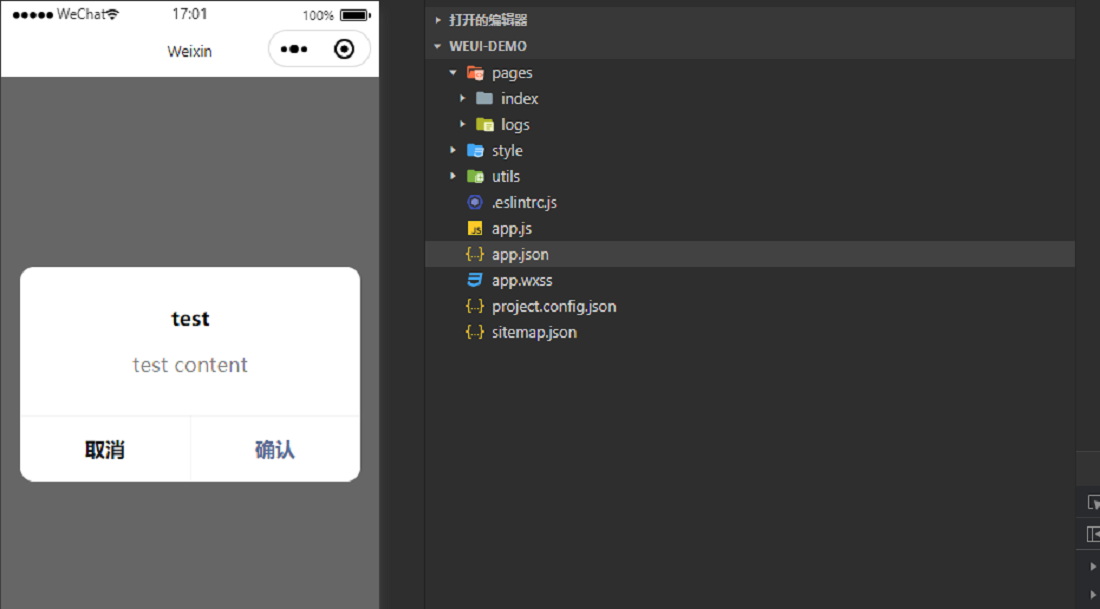 ●●●●● WeChat 17:01 100%
Weixin
test
test content
取消 确认
打开的编辑器
WEUI-DEMO
pages
index
logs
style
utils
.eslintrc.js
app.js
app.json
app.wxss
project.config.json
sitemap.json